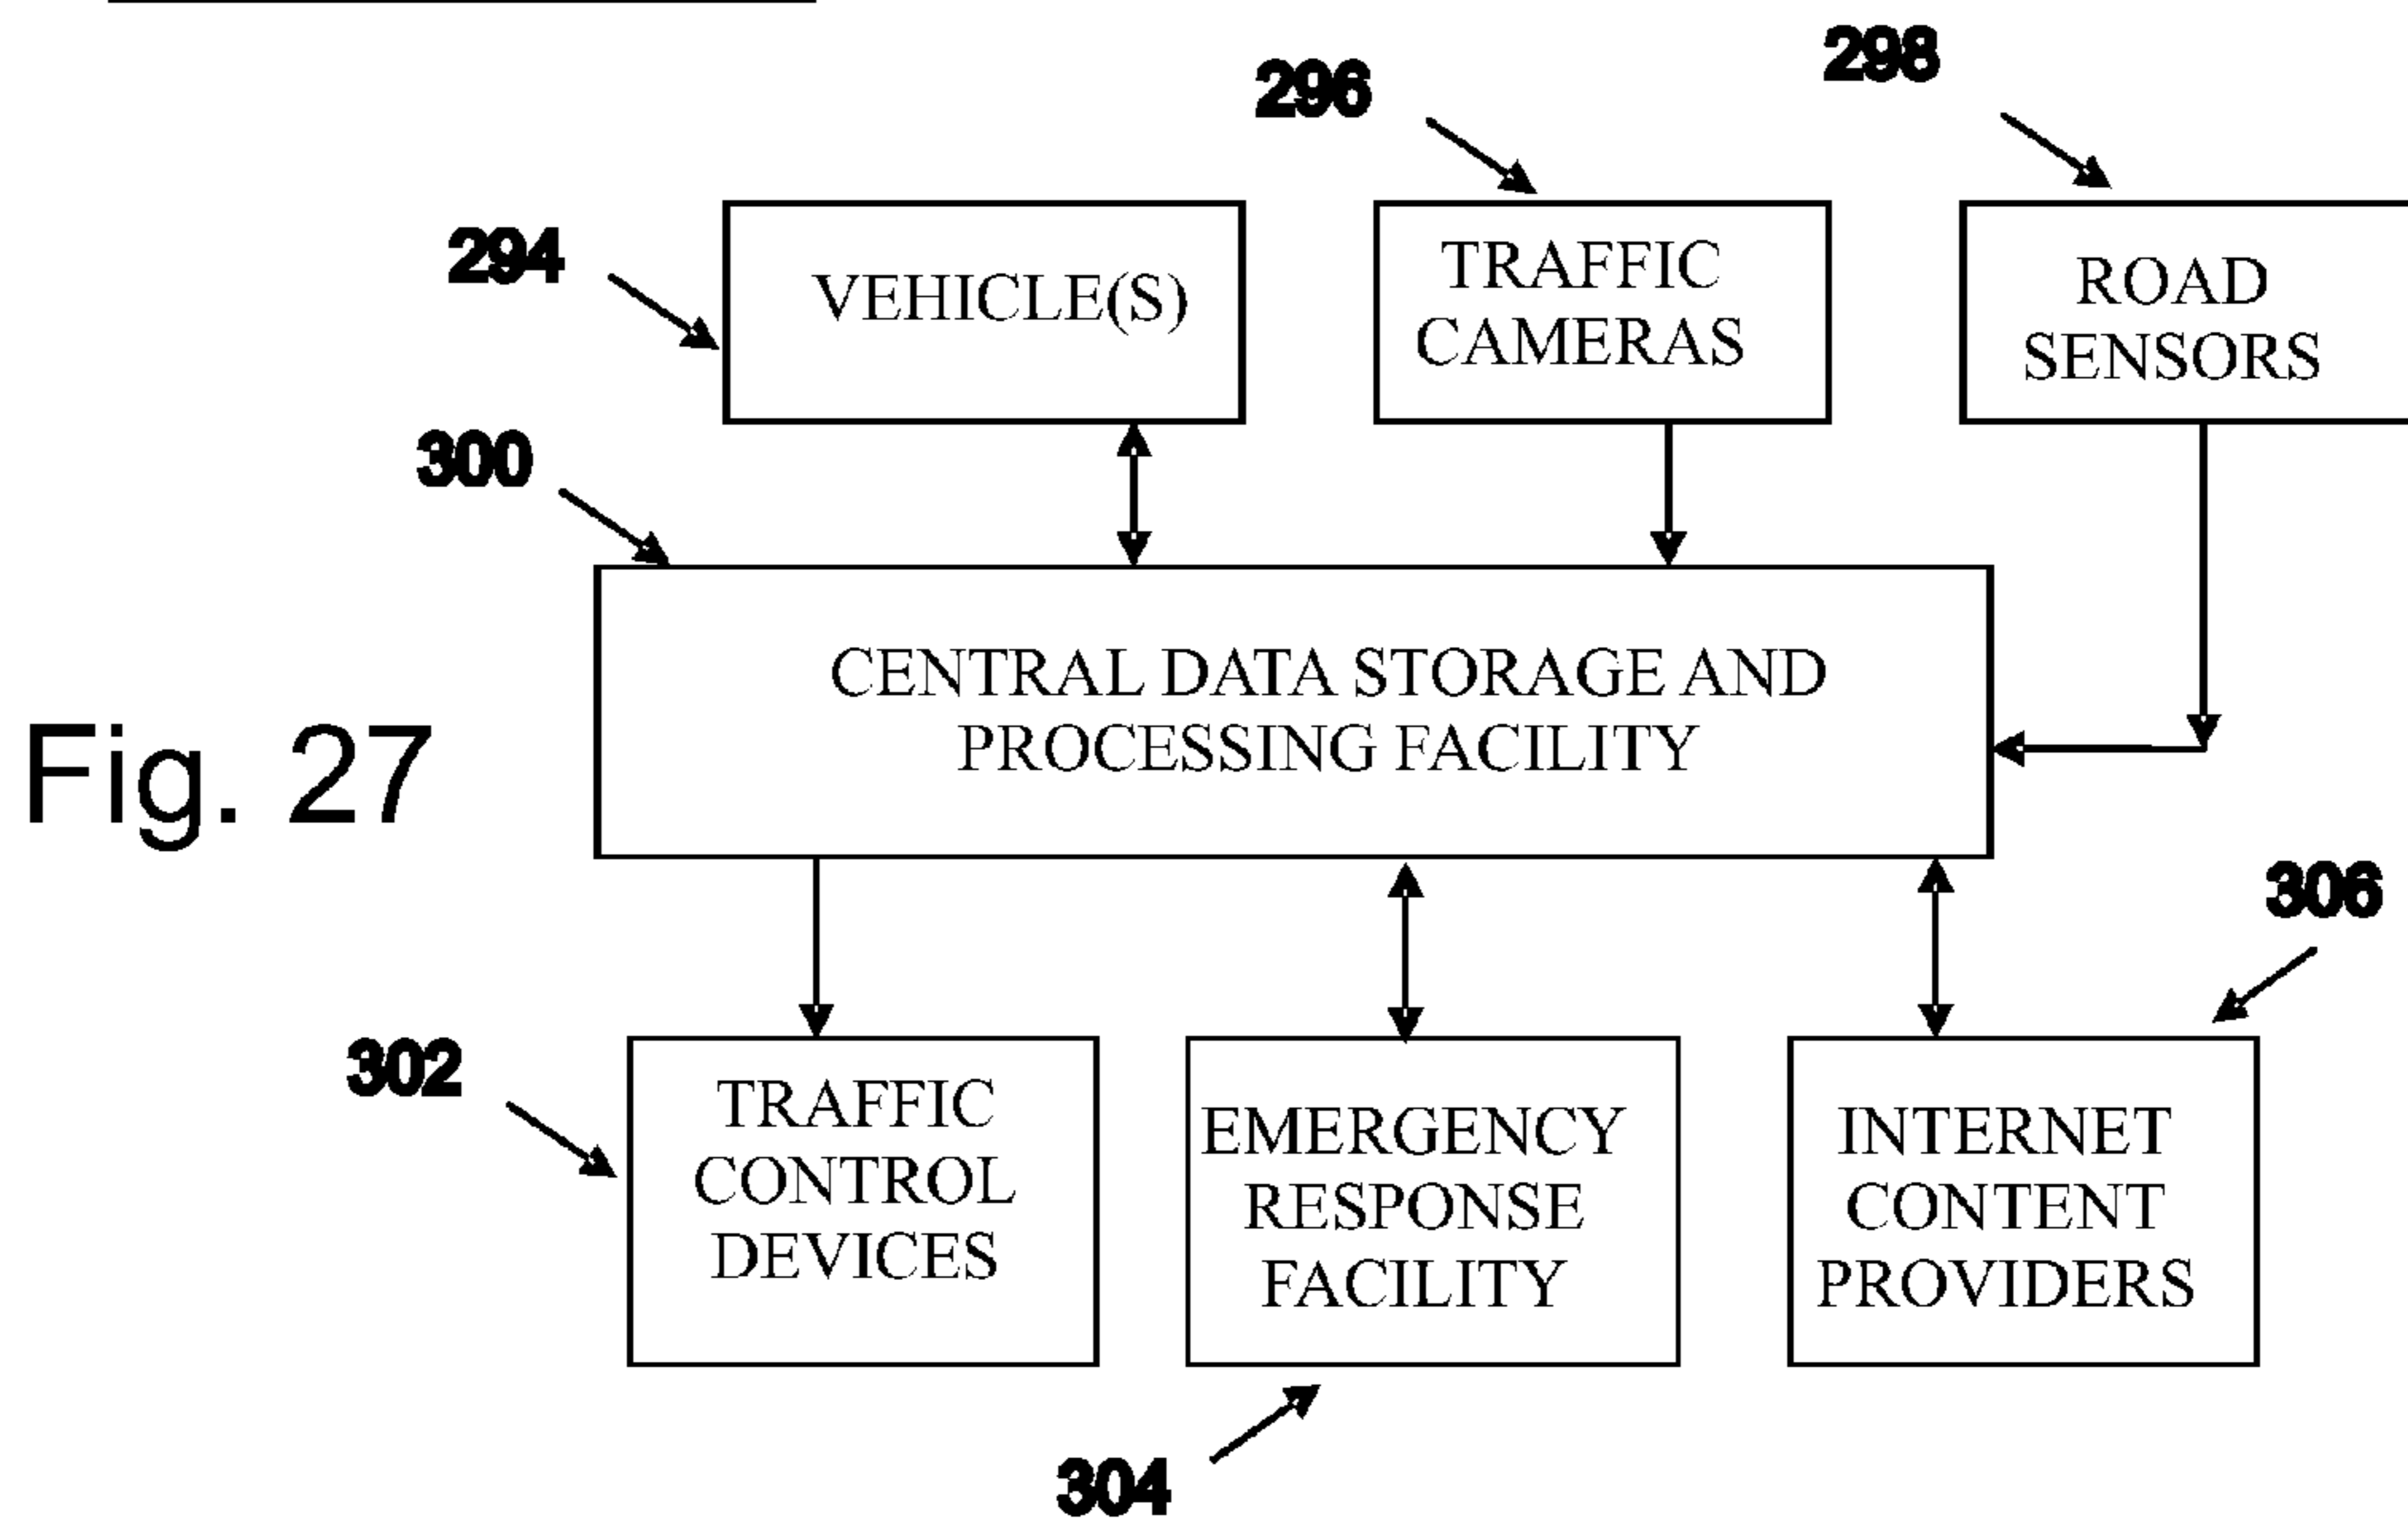 298
296
294
VEHICLE(S)
TRAFFIC
CAMERAS
ROAD
SENSORS
300
CENTRAL DATA STORAGE AND
PROCESSING FACILITY
Fig. 27
306
302
TRAFFIC
CONTROL
DEVICES
EMERGENCY
RESPONSE
FACILITY
INTERNET
CONTENT
PROVIDERS
304